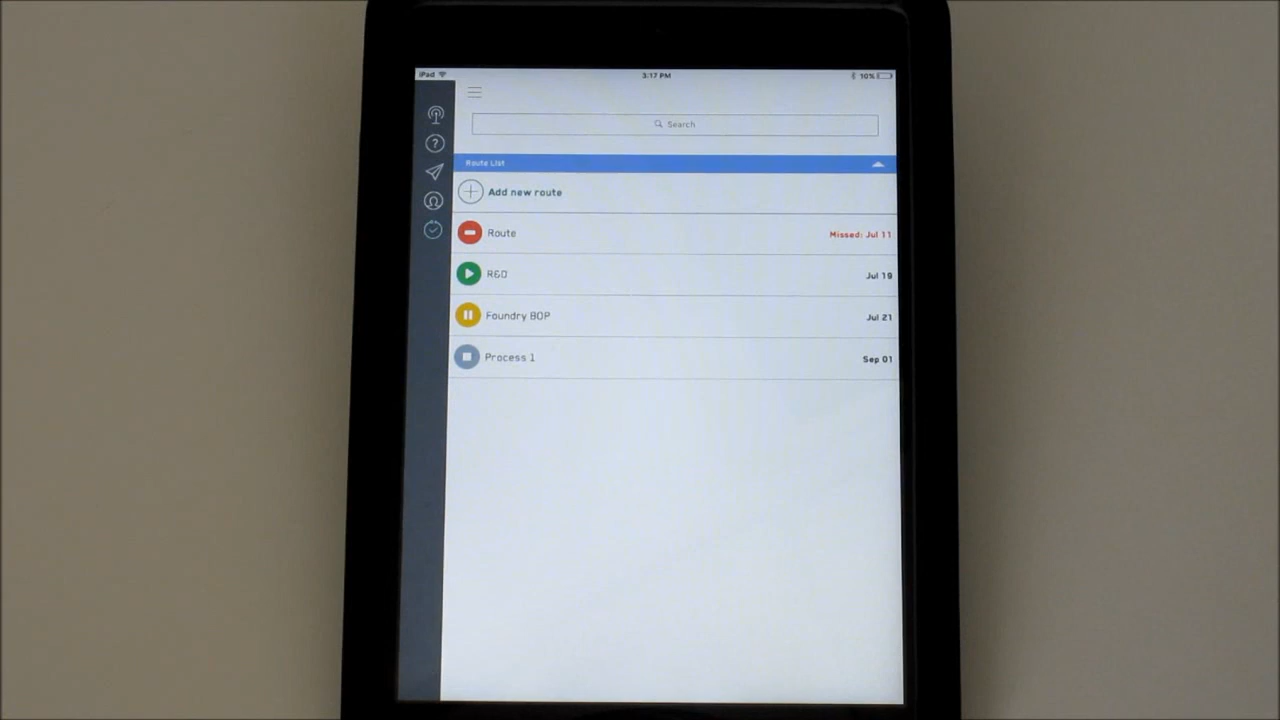 iPad 3:17 PM 10%
Search
Route List
Add new route
Route Missed: Jul 11
R&D Jul 19
Foundry BOP Jul 21
Process 1 Sep 01